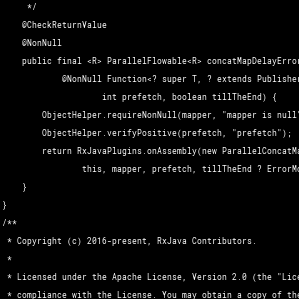 */
@CheckReturnValue
@NonNull
public final <R> ParallelFlowable<R> concatMapDelayError
@NonNull Function<? super T, ? extends Publisher
int prefetch, boolean tillTheEnd) {
ObjectHelper.requireNonNull(mapper, "mapper is null"
ObjectHelper.verifyPositive(prefetch, "prefetch");
return RxJavaPlugins.onAssembly(new ParallelConcatMa
this, mapper, prefetch, tillTheEnd ? ErrorMo
}
}
/**
* Copyright (c) 2016-present, RxJava Contributors.
*
* Licensed under the Apache License, Version 2.0 (the "Lice
* compliance with the License. You may obtain a copy of the